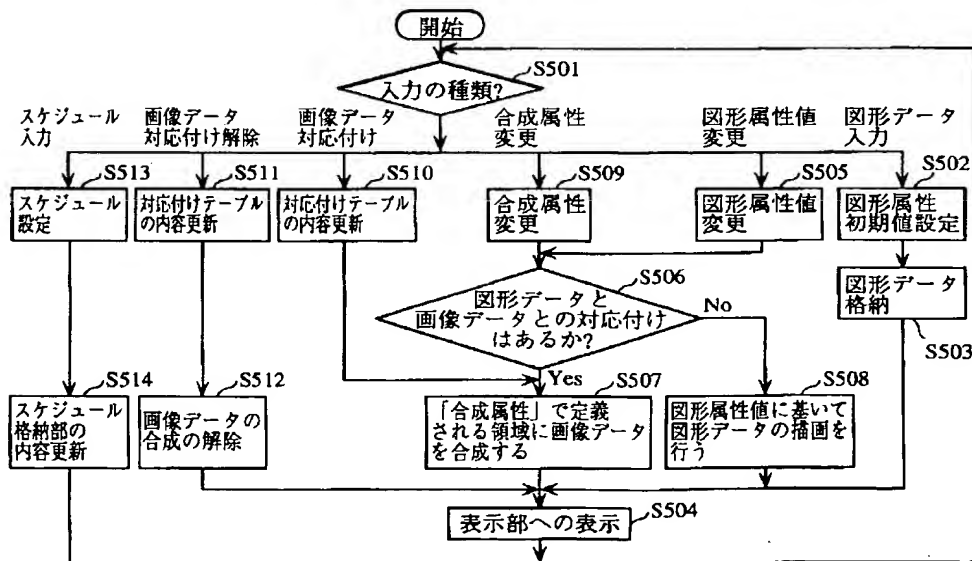 開始
S501
入力の種類?
スケジュール
入力
画像データ
対応付け解除
画像データ
対応付け
合成属性
変更
図形属性値
変更
図形データ
入力
S513
スケジュール
設定
S511
対応付けテーブル
の内容更新
S510
対応付けテーブル
の内容更新
S509
合成属性
変更
S505
図形属性値
変更
S502
図形属性
初期値設定
S506
図形データと
画像データとの対応付け
はあるか?
No
Yes
図形データ
格納
S503
S514
スケジュール
格納部の
内容更新
S512
画像データの
合成の解除
S507
「合成属性」で定義
される領域に画像データ
を合成する
S508
図形属性値に基いて
図形データの描画を
行う
S504
表示部への表示